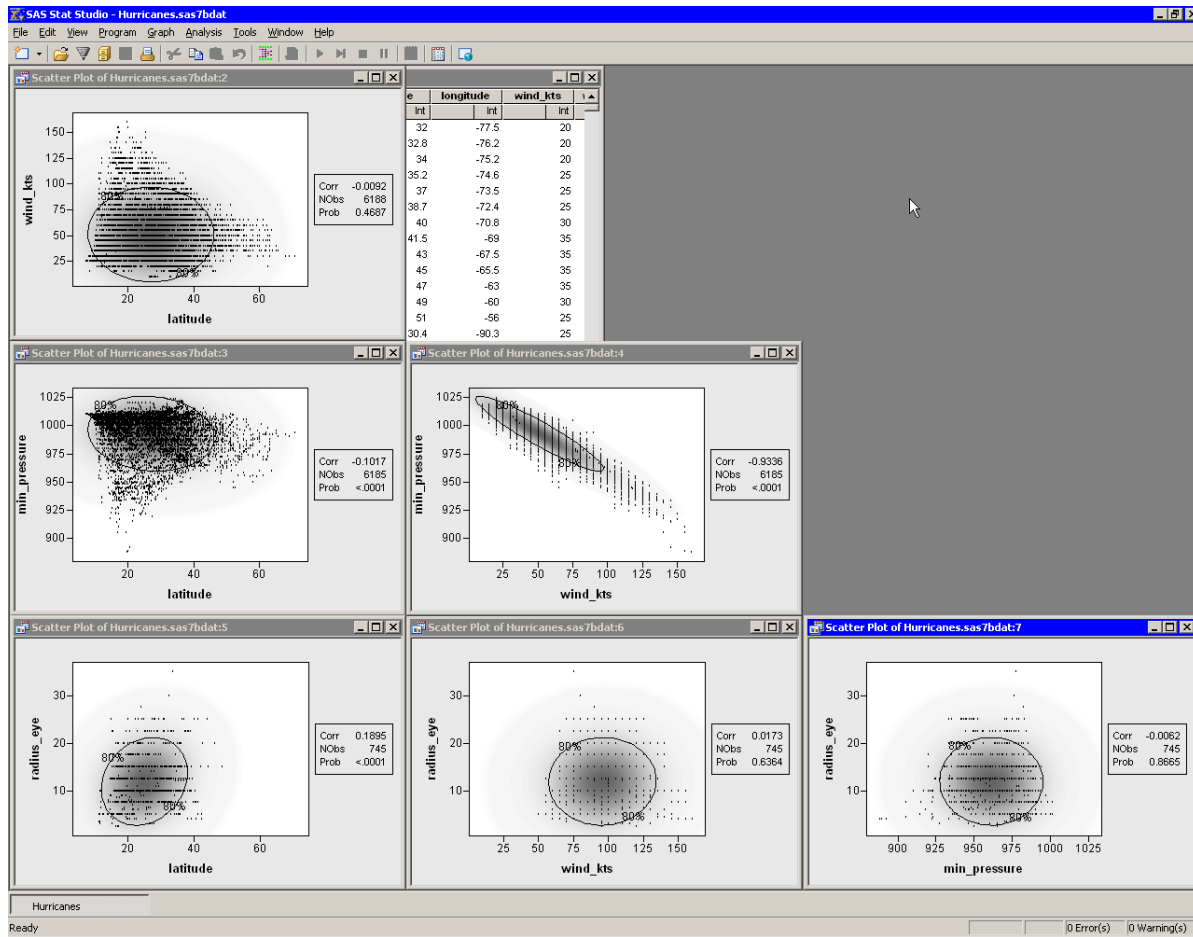 SAS Stat Studio - Hurricanes.sas7bdat
File Edit View Program Graph Analysis Tools Window Help
Scatter Plot of Hurricanes.sas7bdat:2
wind_kts
150
125
100
75
50
25
80%
80%
20 40 60
latitude
Corr -0.0092
NObs 6188
Prob 0.4687
e longitude wind_kts
Int Int Int
32 -77.5 20
32.8 -76.2 20
34 -75.2 20
35.2 -74.6 25
37 -73.5 25
38.7 -72.4 25
40 -70.8 30
41.5 -69 35
43 -67.5 35
45 -65.5 35
47 -63 35
49 -60 30
51 -56 25
30.4 -90.3 25
Scatter Plot of Hurricanes.sas7bdat:3
min_pressure
1025
1000
975
950
925
900
80%
20 40 60
latitude
Corr -0.1017
NObs 6185
Prob <.0001
Scatter Plot of Hurricanes.sas7bdat:4
min_pressure
1025
1000
975
950
925
900
80%
80%
25 50 75 100 125 150
wind_kts
Corr -0.9336
NObs 6185
Prob <.0001
Scatter Plot of Hurricanes.sas7bdat:5
radius_eye
30
20
10
80%
80%
20 40 60
latitude
Corr 0.1895
NObs 745
Prob <.0001
Scatter Plot of Hurricanes.sas7bdat:6
radius_eye
30
20
10
80%
80%
25 50 75 100 125 150
wind_kts
Corr 0.0173
NObs 745
Prob 0.6364
Scatter Plot of Hurricanes.sas7bdat:7
radius_eye
30
20
10
80%
80%
900 925 950 975 1000 1025
min_pressure
Corr -0.0062
NObs 745
Prob 0.8665
Hurricanes
Ready
0 Error(s) 0 Warning(s)